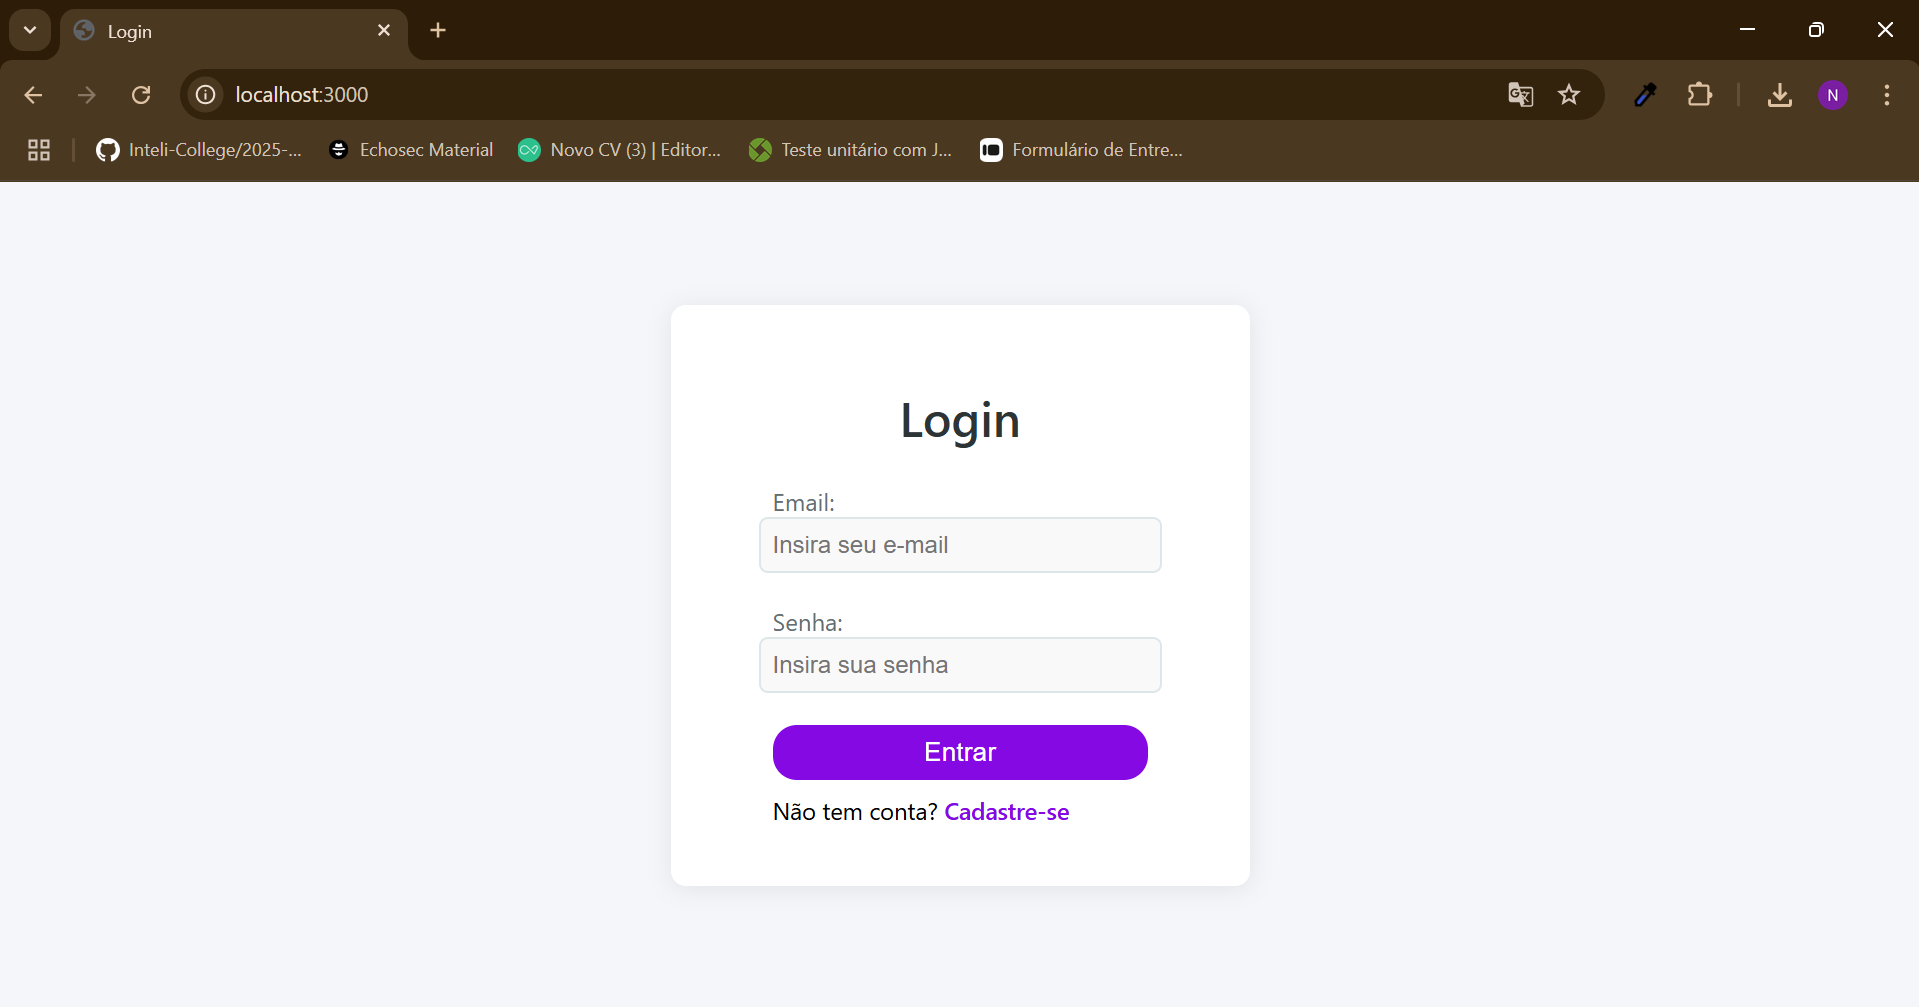 Login
localhost:3000
N
Inteli-College/2025-...
Echosec Material
Novo CV (3) | Editor...
Teste unitário com J...
Formulário de Entre...
Login
Email:
Insira seu e-mail
Senha:
Insira sua senha
Entrar
Não tem conta? Cadastre-se